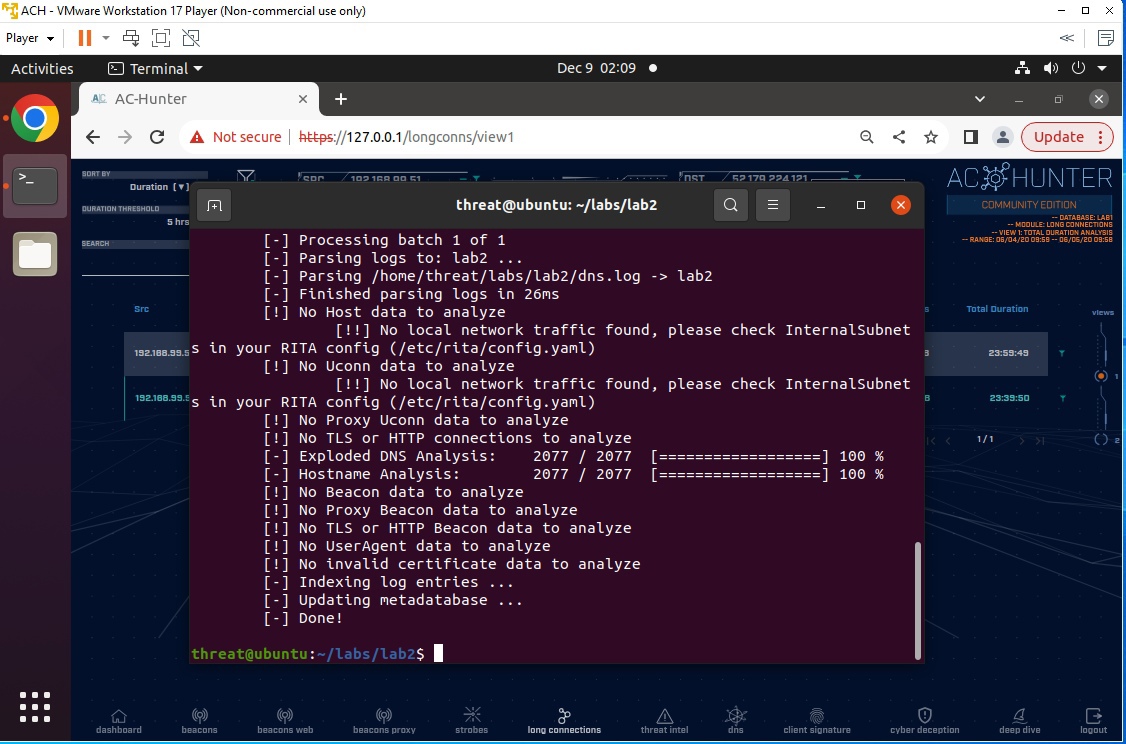 ACH - VMware Workstation 17 Player (Non-commercial use only)
Player
Activities
Terminal
Dec 9 02:09
AC-Hunter
Not secure
https://127.0.0.1/longconns/view1
Update
SORT BY
Duration [▼]
SRC
192.168.99.51
DST
52.179.224.121
AC HUNTER
COMMUNITY EDITION
DURATION THRESHOLD
5 hrs
SEARCH
-- DATABASE: LAB1
-- MODULE: LONG CONNECTIONS
-- VIEW 1: TOTAL DURATION ANALYSIS
-- RANGE: 06/04/20 09:59 -- 06/05/20 09:58
threat@ubuntu: ~/labs/lab2
[-] Processing batch 1 of 1
[-] Parsing logs to: lab2 ...
[-] Parsing /home/threat/labs/lab2/dns.log -> lab2
[-] Finished parsing logs in 26ms
[!] No Host data to analyze
[!!] No local network traffic found, please check InternalSubnet
s in your RITA config (/etc/rita/config.yaml)
[!] No Uconn data to analyze
[!!] No local network traffic found, please check InternalSubnet
s in your RITA config (/etc/rita/config.yaml)
[!] No Proxy Uconn data to analyze
[!] No TLS or HTTP connections to analyze
[-] Exploded DNS Analysis: 2077 / 2077 [==================] 100 %
[-] Hostname Analysis: 2077 / 2077 [==================] 100 %
[!] No Beacon data to analyze
[!] No Proxy Beacon data to analyze
[!] No TLS or HTTP Beacon data to analyze
[!] No UserAgent data to analyze
[!] No invalid certificate data to analyze
[-] Indexing log entries ...
[-] Updating metadatabase ...
[-] Done!
threat@ubuntu:~/labs/lab2$
Src
Total Duration
views
192.168.99.5
23:59:49
1
192.168.99.5
23:39:50
1/1
2
dashboard
beacons
beacons web
beacons proxy
strobes
long connections
threat intel
dns
client signature
cyber deception
deep dive
logout